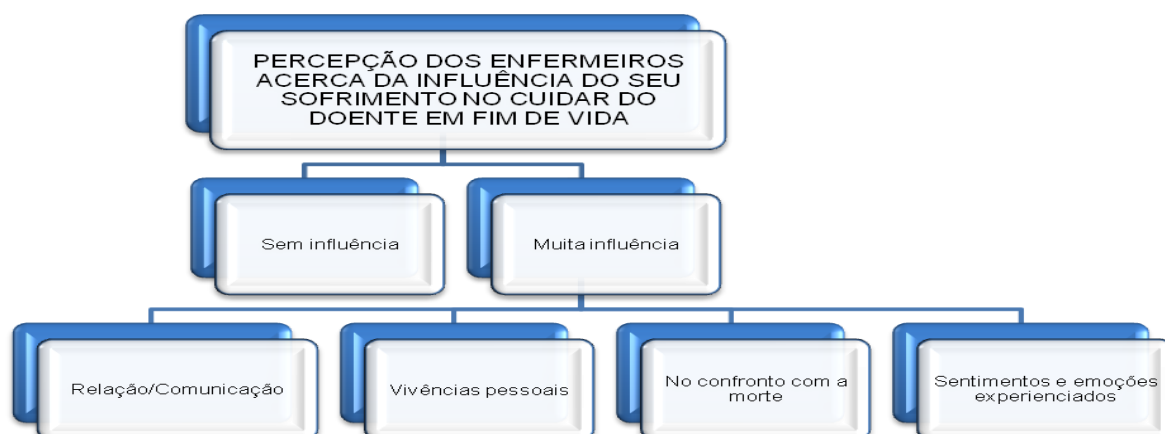 PERCEPÇÃO DOS ENFERMEIROS
ACERCA DA INFLUÊNCIA DO SEU
SOFRIMENTO NO CUIDAR DO
DOENTE EM FIM DE VIDA
Sem influência
Muita influência
Relação/Comunicação
Vivências pessoais
No confronto com a
morte
Sentimentos e emoções
experienciados